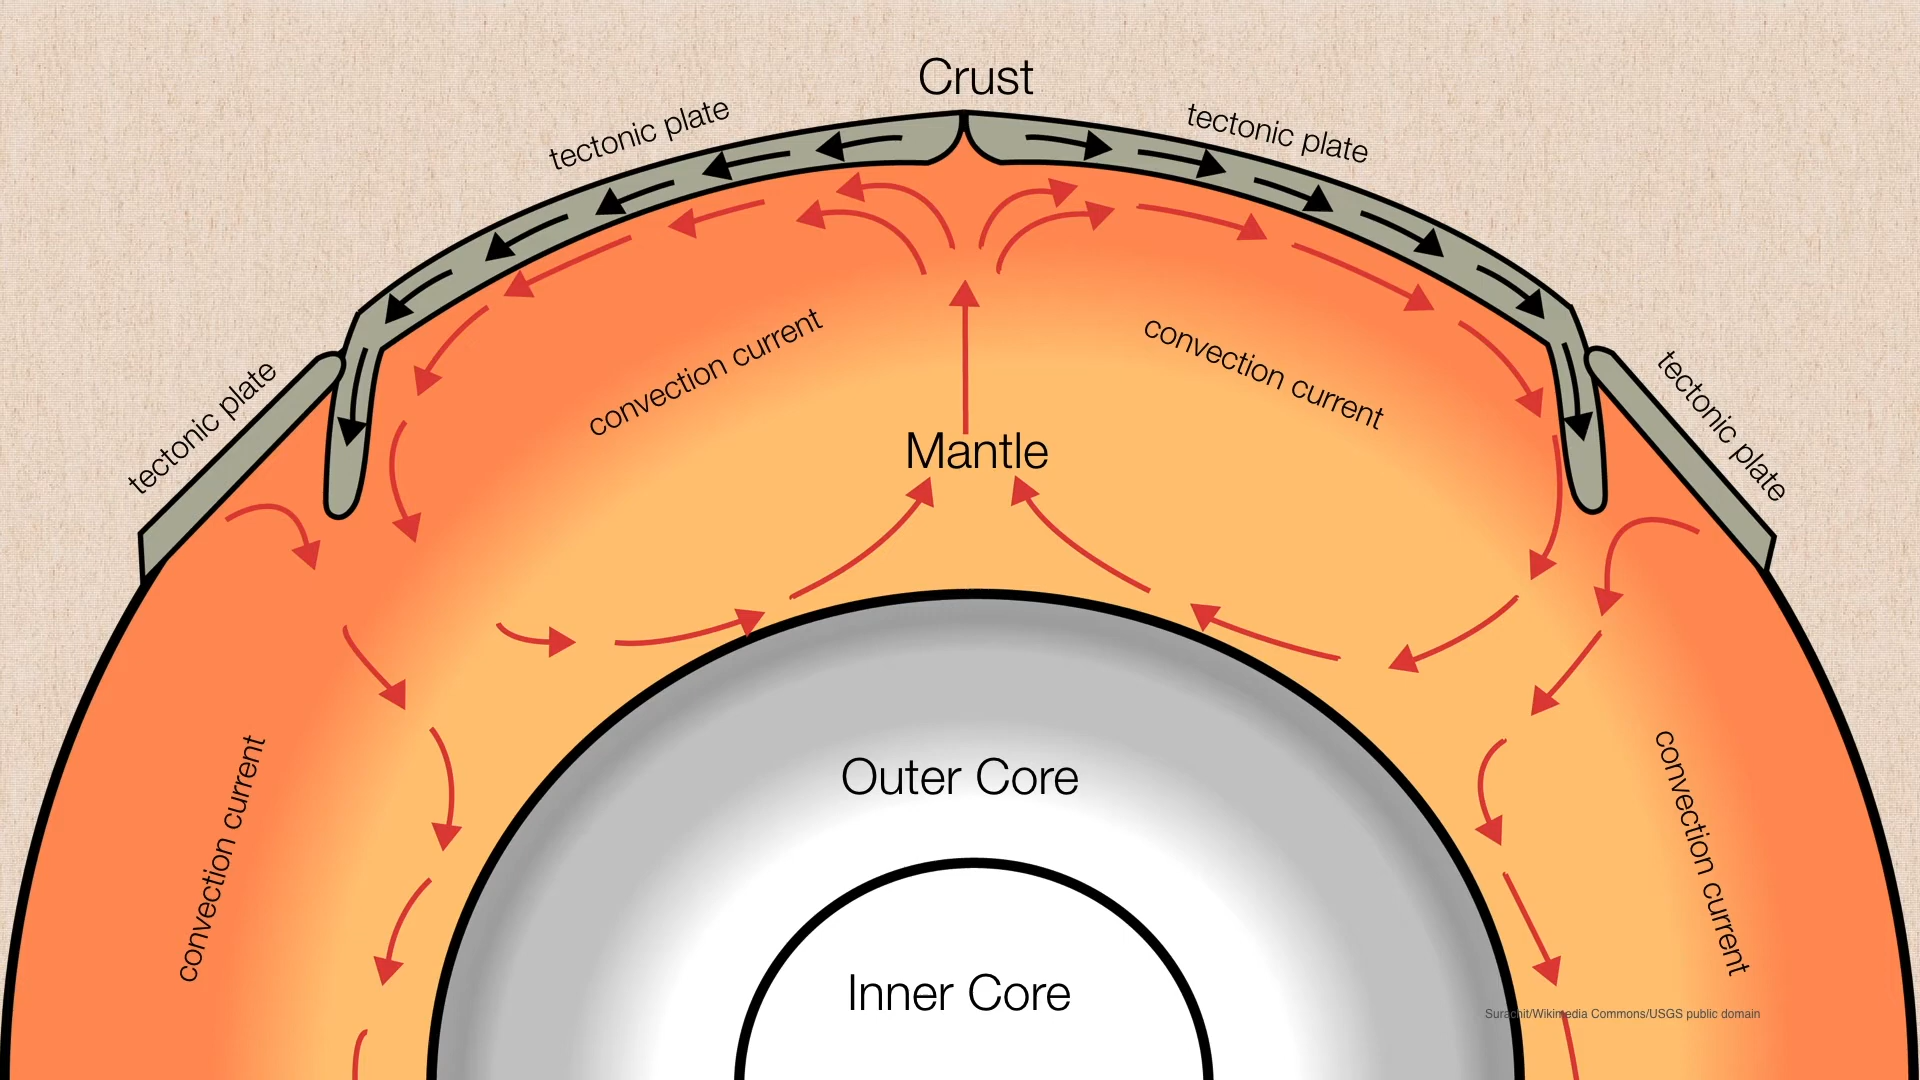 Crust
tectonic plate
tectonic plate
convection current
convection current
tectonic plate
tectonic plate
Mantle
convection current
Outer Core
convection current
Inner Core
Surachit/Wikimedia Commons/USGS public domain